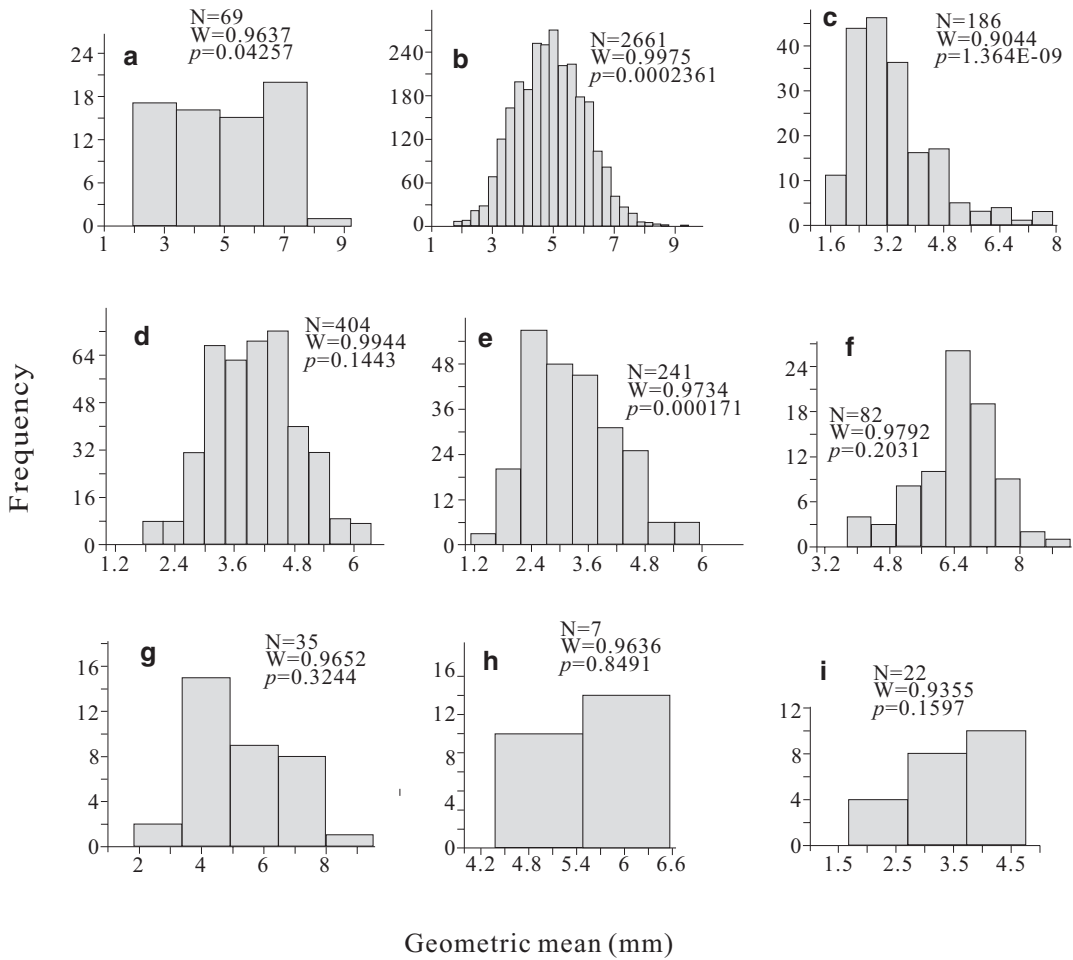 a
N=69
W=0.9637
p=0.04257
24
18
12
6
0
1 3 5 7 9
b
N=2661
W=0.9975
p=0.0002361
240
180
120
60
0
1 3 5 7 9
c
N=186
W=0.9044
p=1.364E-09
40
30
20
10
0
1.6 3.2 4.8 6.4 8
d
N=404
W=0.9944
p=0.1443
64
48
32
16
0
1.2 2.4 3.6 4.8 6
e
N=241
W=0.9734
p=0.000171
48
36
24
12
0
1.2 2.4 3.6 4.8 6
f
N=82
W=0.9792
p=0.2031
24
18
12
6
0
3.2 4.8 6.4 8
Frequency
g
N=35
W=0.9652
p=0.3244
16
12
8
4
0
2 4 6 8
h
N=7
W=0.9636
p=0.8491
16
12
8
4
0
4.2 4.8 5.4 6 6.6
i
N=22
W=0.9355
p=0.1597
12
8
4
0
1.5 2.5 3.5 4.5
Geometric mean (mm)